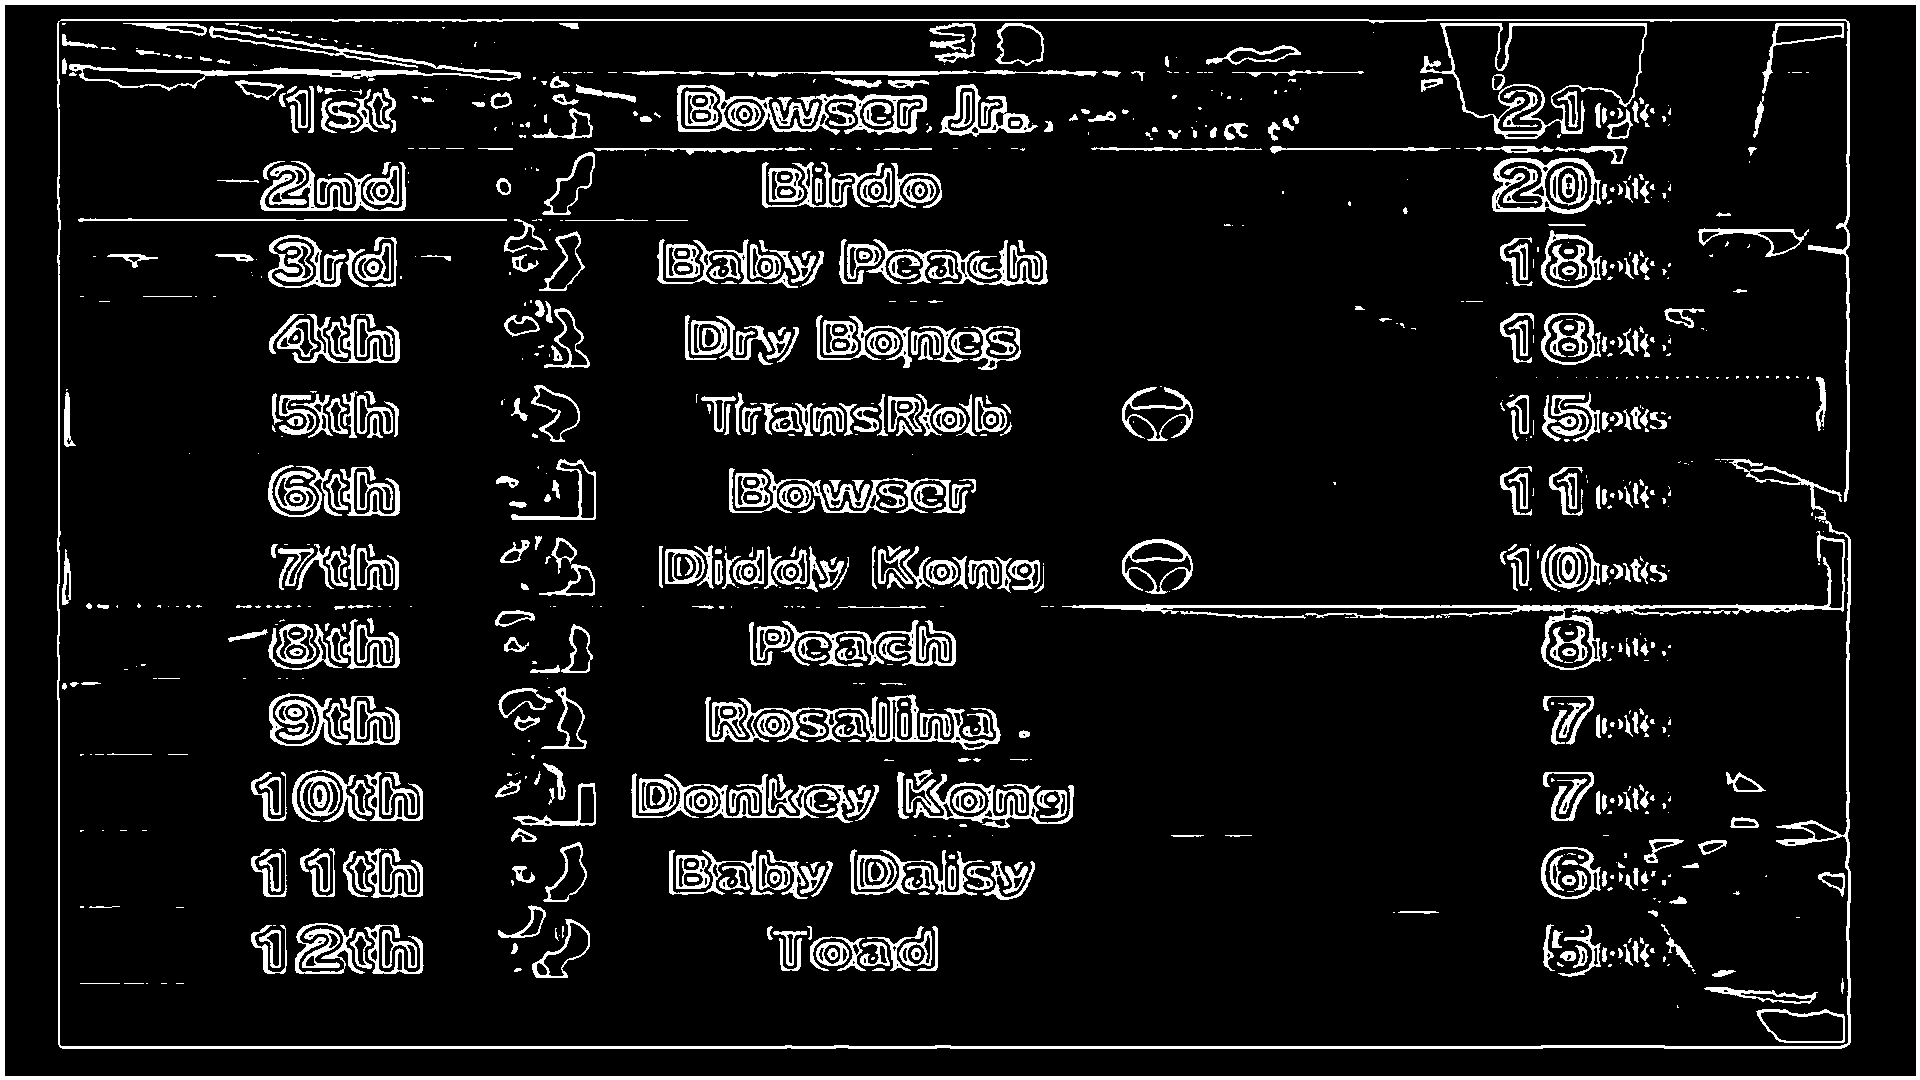 1st Bowser Jr. 21pts
2nd Birdo 20pts
3rd Baby Peach 18pts
4th Dry Bones 18pts
5th TransRob 15pts
6th Bowser 11pts
7th Diddy Kong 10pts
8th Peach 8pts
9th Rosalina 7pts
10th Donkey Kong 7pts
11th Baby Daisy 6pts
12th Toad 5pts